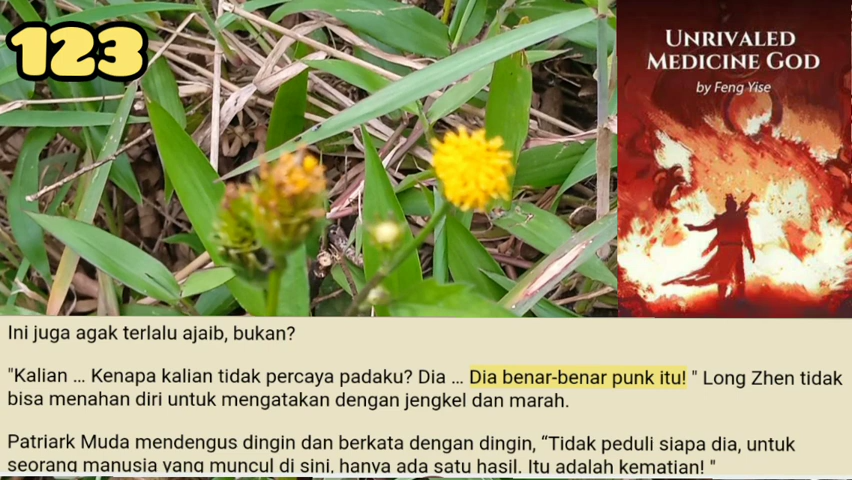 123
UNRIVALED
MEDICINE GOD
by Feng Yise
Ini juga agak terlalu ajaib, bukan?
"Kalian ... Kenapa kalian tidak percaya padaku? Dia ... Dia benar-benar punk itu! " Long Zhen tidak
bisa menahan diri untuk mengatakan dengan jengkel dan marah.
Patriark Muda mendengus dingin dan berkata dengan dingin, “Tidak peduli siapa dia, untuk
seorang manusia yang muncul di sini, hanya ada satu hasil. Itu adalah kematian! "